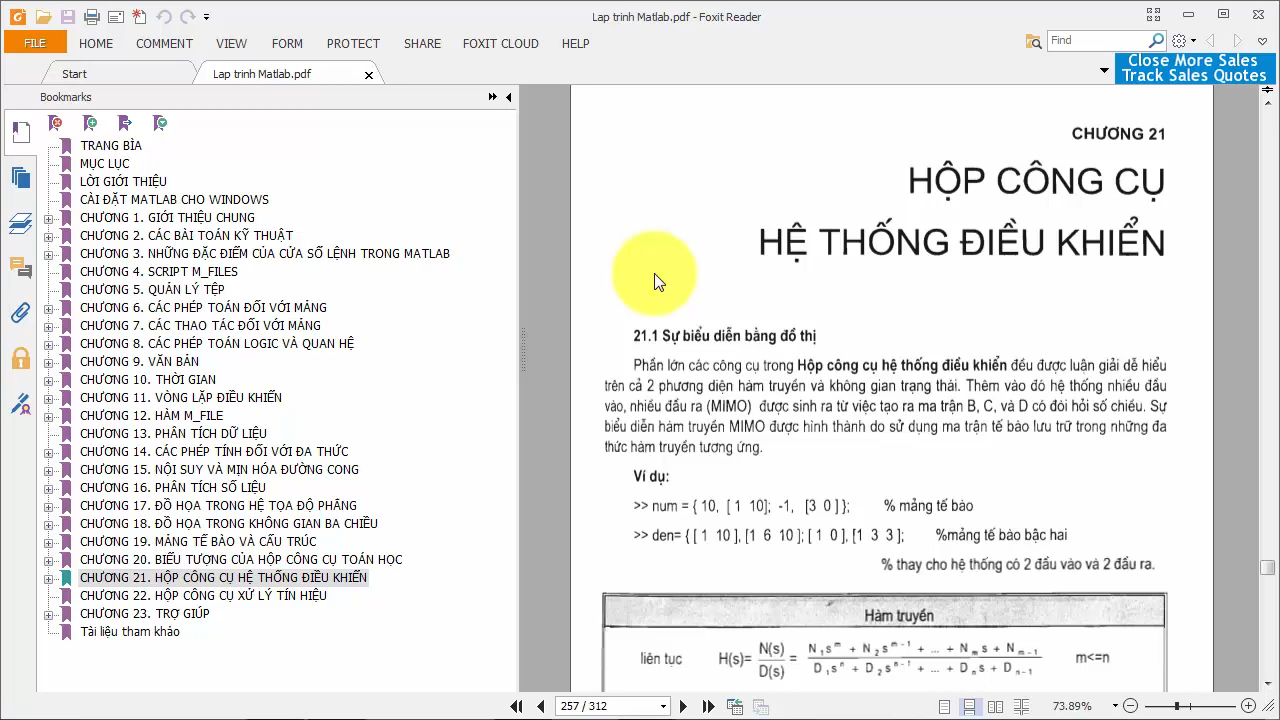 Lap trinh Matlab.pdf - Foxit Reader
FILE HOME COMMENT VIEW FORM PROTECT SHARE FOXIT CLOUD HELP
Find
Start
Lap trinh Matlab.pdf
Close More Sales
Track Sales Quotes
Bookmarks
TRANG BÌA
MỤC LỤC
LỜI GIỚI THIỆU
CÀI ĐẶT MATLAB CHO WINDOWS
CHƯƠNG 1. GIỚI THIỆU CHUNG
CHƯƠNG 2. CÁC BÀI TOÁN KỸ THUẬT
CHƯƠNG 3. NHỮNG ĐẶC ĐIỂM CỦA CỬA SỔ LỆNH TRONG MATLAB
CHƯƠNG 4. SCRIPT M_FILES
CHƯƠNG 5. QUẢN LÝ TỆP
CHƯƠNG 6. CÁC PHÉP TOÁN ĐỐI VỚI MẢNG
CHƯƠNG 7. CÁC THAO TÁC ĐỐI VỚI MẢNG
CHƯƠNG 8. CÁC PHÉP TOÁN LOGIC VÀ QUAN HỆ
CHƯƠNG 9. VĂN BẢN
CHƯƠNG 10. THỜI GIAN
CHƯƠNG 11. VÒNG LẶP ĐIỀU KHIỂN
CHƯƠNG 12. HÀM M_FILE
CHƯƠNG 13. PHÂN TÍCH DỮ LIỆU
CHƯƠNG 14. CÁC PHÉP TÍNH ĐỐI VỚI ĐA THỨC
CHƯƠNG 15. NỘI SUY VÀ MỊN HÓA ĐƯỜNG CONG
CHƯƠNG 16. PHÂN TÍCH SỐ LIỆU
CHƯƠNG 17. ĐỒ HỌA TRONG HỆ TỌA ĐỘ PHẲNG
CHƯƠNG 18. ĐỒ HỌA TRONG KHÔNG GIAN BA CHIỀU
CHƯƠNG 19. MẢNG TẾ BÀO VÀ CẤU TRÚC
CHƯƠNG 20. BIỂU TƯỢNG CỦA HỘP CÔNG CỤ TOÁN HỌC
CHƯƠNG 21. HỘP CÔNG CỤ HỆ THỐNG ĐIỀU KHIỂN
CHƯƠNG 22. HỘP CÔNG CỤ XỬ LÝ TÍN HIỆU
CHƯƠNG 23. TRỢ GIÚP
Tài liệu tham khảo
CHƯƠNG 21
HỘP CÔNG CỤ
HỆ THỐNG ĐIỀU KHIỂN
21.1 Sự biểu diễn bằng đồ thị
Phần lớn các công cụ trong Hộp công cụ hệ thống điều khiển đều được luận giải dễ hiểu
trên cả 2 phương diện hàm truyền và không gian trạng thái. Thêm vào đó hệ thống nhiều đầu
vào, nhiều đầu ra (MIMO) được sinh ra từ việc tạo ra ma trận B, C, và D có đòi hỏi số chiều. Sự
biểu diễn hàm truyền MIMO được hình thành do sử dụng ma trận tế bào lưu trữ trong những đa
thức hàm truyền tương ứng.
Ví dụ:
>> num = { 10, [ 1 10]; -1, [3 0 ] }; % mảng tế bào
>> den= { [ 1 10 ], [1 6 10 ]; [ 1 0 ], [1 3 3 ]; %mảng tế bào bậc hai
% thay cho hệ thống có 2 đầu vào và 2 đầu ra.
Hàm truyền
liên tục H(s)= N(s)/D(s) = (N₁sᵐ + N₂sᵐ⁻¹ + ... + Nₘs + Nₘ₋₁)/(D₁sⁿ + D₂sⁿ⁻¹ + ... + Dₙs + Dₙ₋₁) m<=n
257 / 312
73.89%